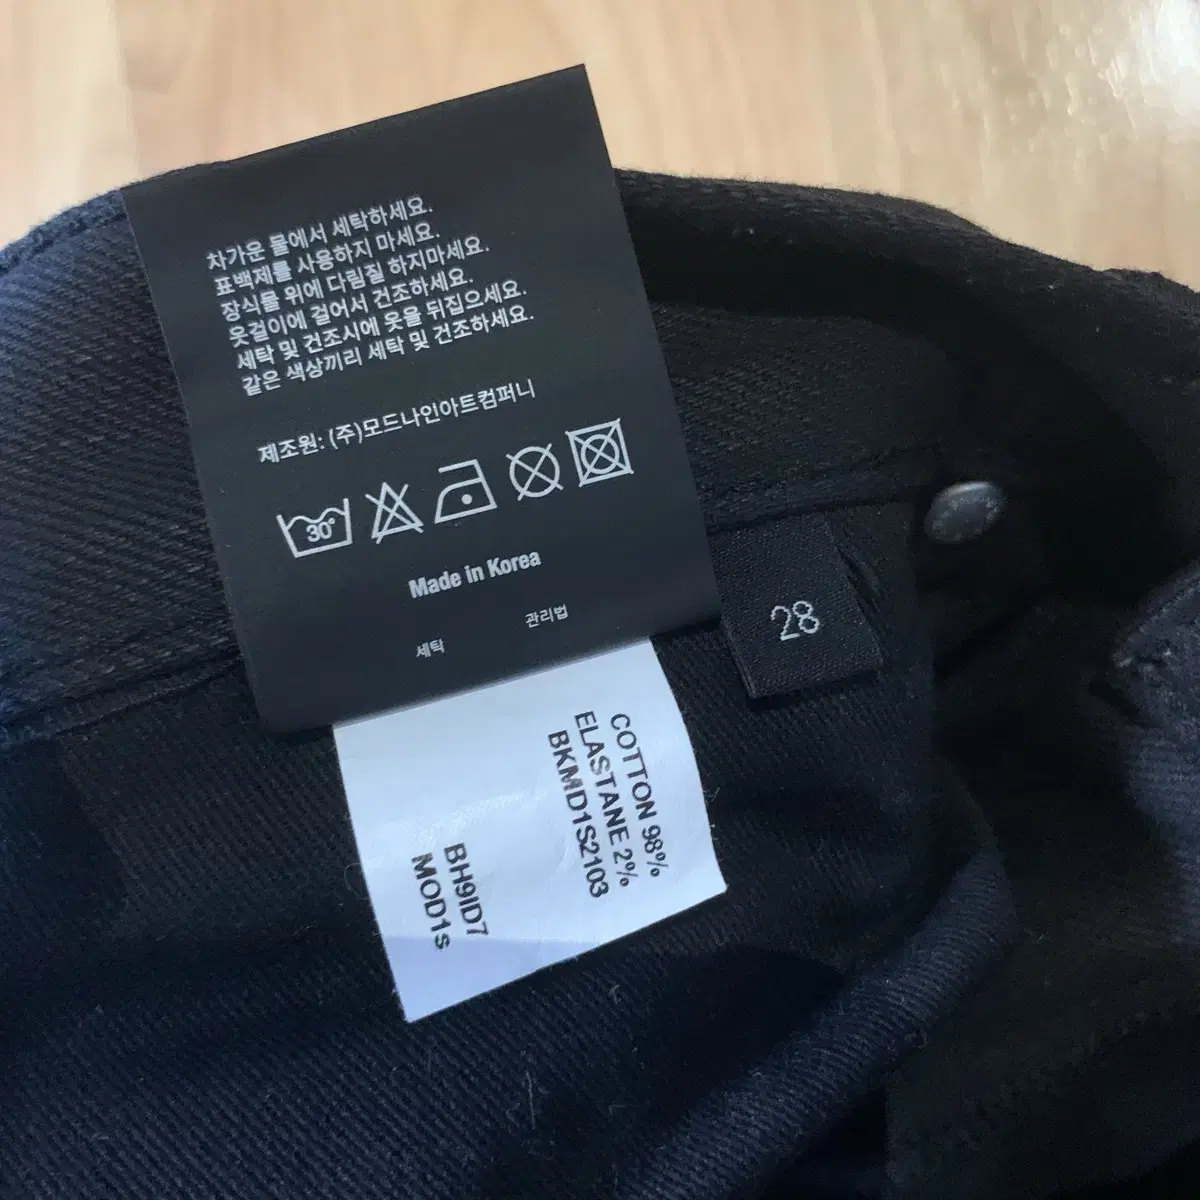 차가운 물에서 세탁하세요.
표백제를 사용하지 마세요.
장식물 위에 다림질 하지마세요.
옷걸이에 걸어서 건조하세요.
세탁 및 건조시에 옷을 뒤집으세요.
같은 색상끼리 세탁 및 건조하세요.
제조원: (주)모드나인아트컴퍼니
30°
Made in Korea
세탁
관리법
28
COTTON 98%
ELASTANE 2%
BKMD1S2103
BH9ID7
MOD1s